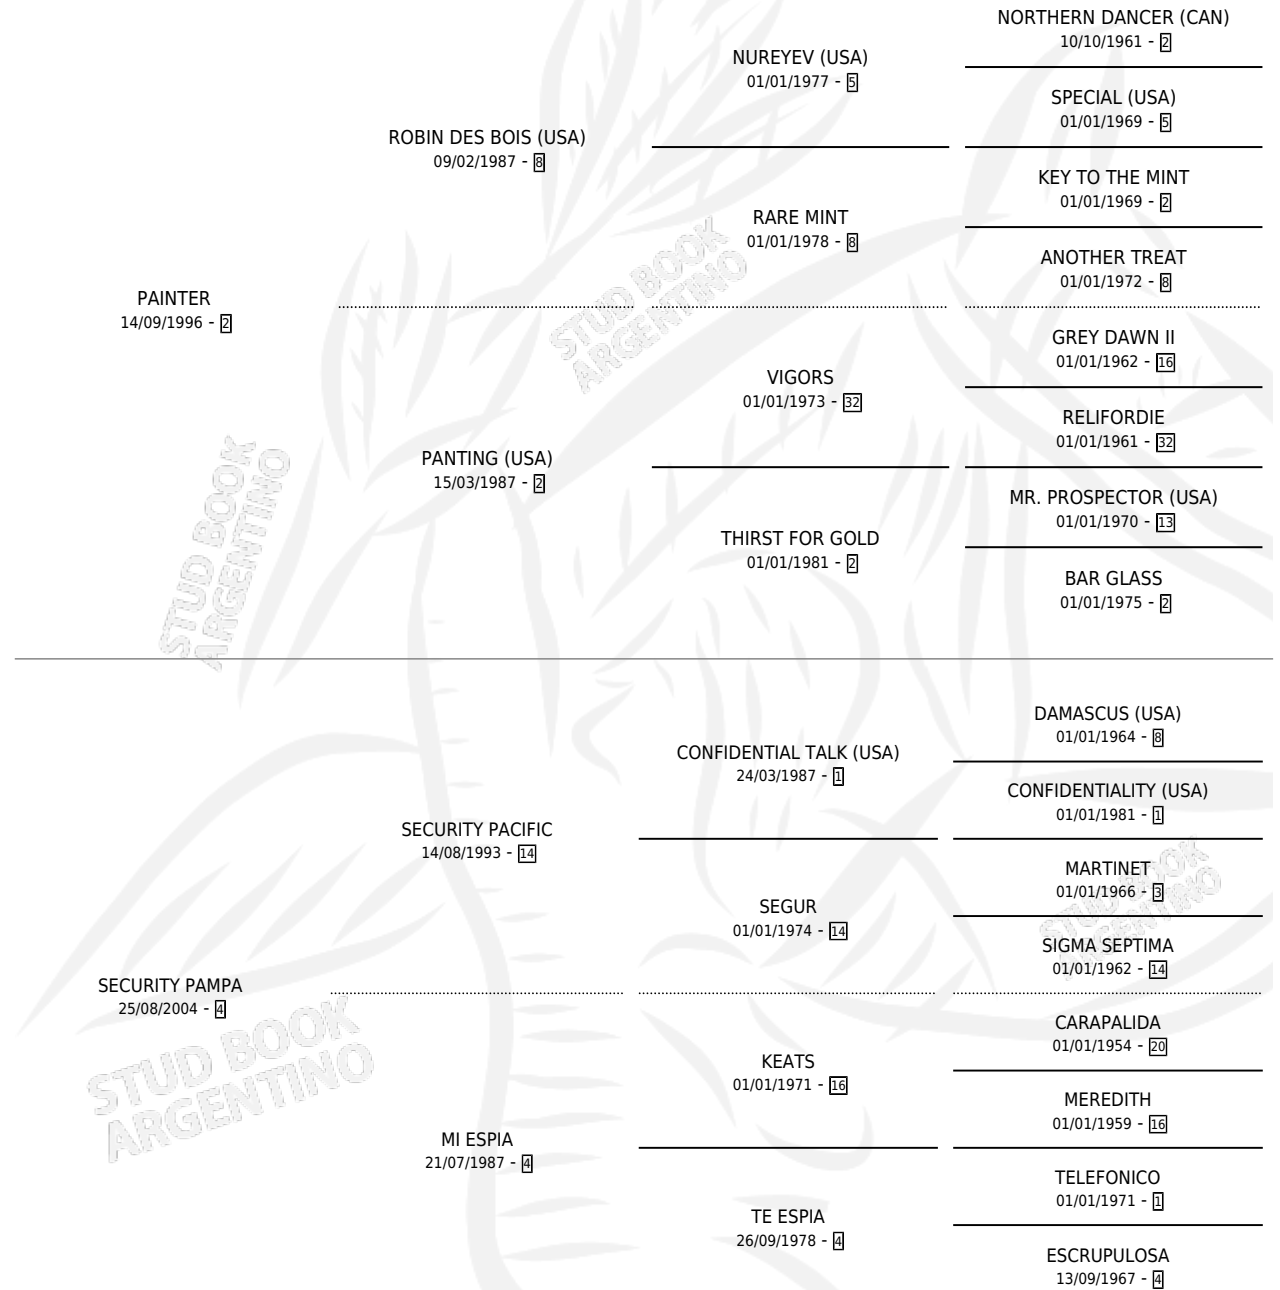 NORTHERN DANCER (CAN)
10/10/1961 - 2
NUREYEV (USA)
01/01/1977 - 5
SPECIAL (USA)
01/01/1969 - 5
ROBIN DES BOIS (USA)
09/02/1987 - 8
KEY TO THE MINT
01/01/1969 - 2
RARE MINT
01/01/1978 - 8
ANOTHER TREAT
01/01/1972 - 8
PAINTER
14/09/1996 - 2
GREY DAWN II
01/01/1962 - 16
VIGORS
01/01/1973 - 32
RELIFORDIE
01/01/1961 - 32
PANTING (USA)
15/03/1987 - 2
MR. PROSPECTOR (USA)
01/01/1970 - 13
THIRST FOR GOLD
01/01/1981 - 2
BAR GLASS
01/01/1975 - 2
DAMASCUS (USA)
01/01/1964 - 8
CONFIDENTIAL TALK (USA)
24/03/1987 - 1
CONFIDENTIALITY (USA)
01/01/1981 - 1
SECURITY PACIFIC
14/08/1993 - 14
MARTINET
01/01/1966 - 3
SEGUR
01/01/1974 - 14
SIGMA SEPTIMA
01/01/1962 - 14
SECURITY PAMPA
25/08/2004 - 4
CARAPALIDA
01/01/1954 - 20
KEATS
01/01/1971 - 16
MEREDITH
01/01/1959 - 16
MI ESPIA
21/07/1987 - 4
TELEFONICO
01/01/1971 - 1
TE ESPIA
26/09/1978 - 4
ESCRUPULOSA
13/09/1967 - 4
STUD BOOK
ARGENTINO
STUD BOOK
ARGENTINO
STUD BOOK
ARGENTINO
STUD BOOK
ARGENTINO